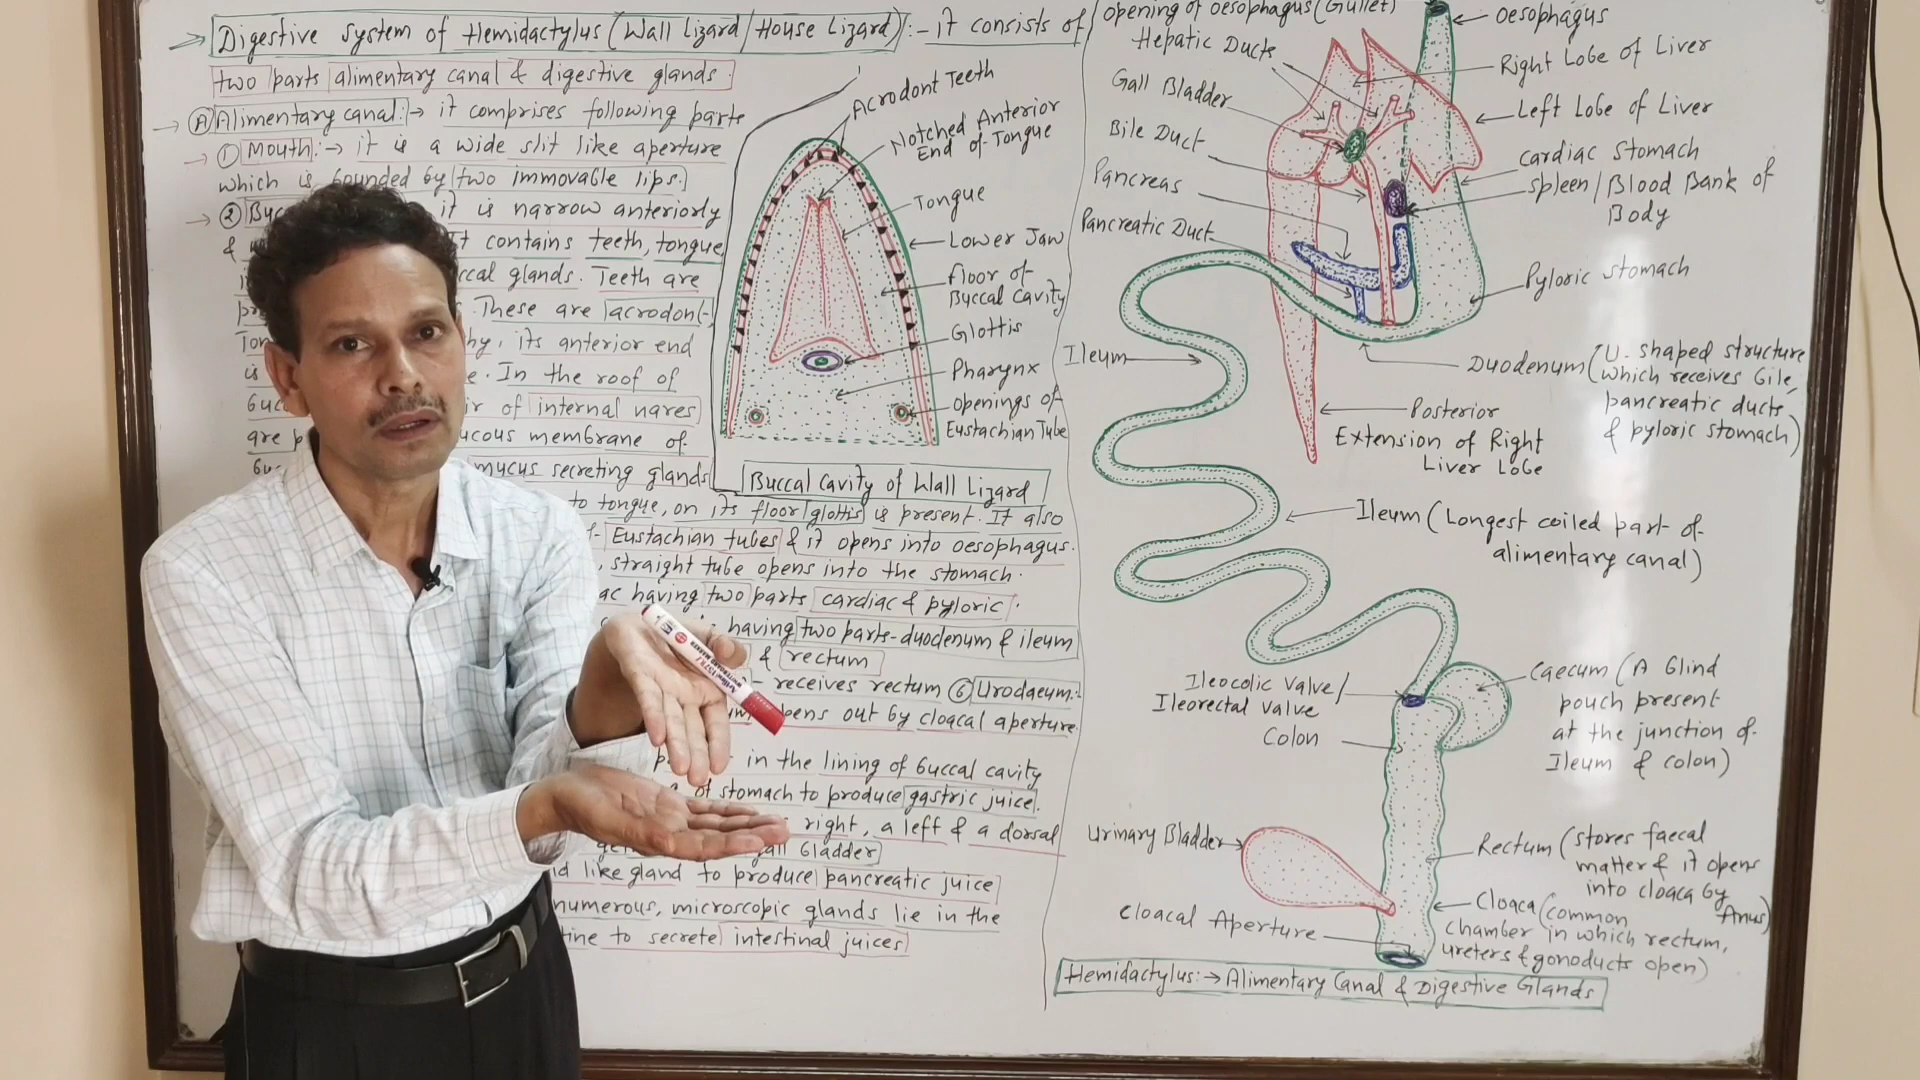 Digestive system of Hemidactylus (Wall Lizard/House Lizard) :- it consists of
two parts alimentary canal & digestive glands.
Ⓐ Alimentary canal:→ it comprises following parts
① Mouth:→ it is a wide slit like aperture
which is bounded by two immovable lips.
② it is narrow anteriorly
& It contains teeth, tongue
glands. Teeth are
These are acrodon(-)
its anterior end
is In the roof of
of internal nares
are mucous membrane of
mucus secreting glands
to tongue, on its floor glottis is present. It also
Eustachian tubes & it opens into oesophagus.
straight tube opens into the stomach.
having two parts cardiac & pyloric.
having two parts-duodenum & ileum
& rectum
receives rectum ⑥ Urodaeum:-
opens out by cloacal aperture.
in the lining of buccal cavity
of stomach to produce gastric juice.
right, a left & a dorsal
gall bladder
like gland to produce pancreatic juice
numerous, microscopic glands lie in the
to secrete intestinal juices
Acrodont Teeth
Notched Anterior
End of Tongue
Tongue
Lower Jaw
Floor of
Buccal Cavity
Glottis
Pharynx
Openings of
Eustachian Tube
Buccal Cavity of Wall Lizard
Opening of Oesophagus (Gullet)
Hepatic Ducts
Gall Bladder
Bile Duct
Pancreas
Pancreatic Duct
Oesophagus
Right Lobe of Liver
Left Lobe of Liver
Cardiac Stomach
Spleen/Blood Bank of
Body
Pyloric Stomach
Ileum
Duodenum (U-shaped structure
which receives bile,
pancreatic ducts
& pyloric stomach)
Posterior
Extension of Right
Liver Lobe
Ileum (Longest coiled part of
alimentary canal)
Ileocolic Valve/
Ileorectal Valve
Colon
Caecum (A blind
pouch present
at the junction of
Ileum & colon)
Urinary Bladder
Rectum (stores faecal
matter & it opens
into cloaca by
Anus)
Cloacal Aperture
Cloaca (common
chamber in which rectum,
ureters & gonoducts open)
Hemidactylus:→ Alimentary Canal & Digestive Glands